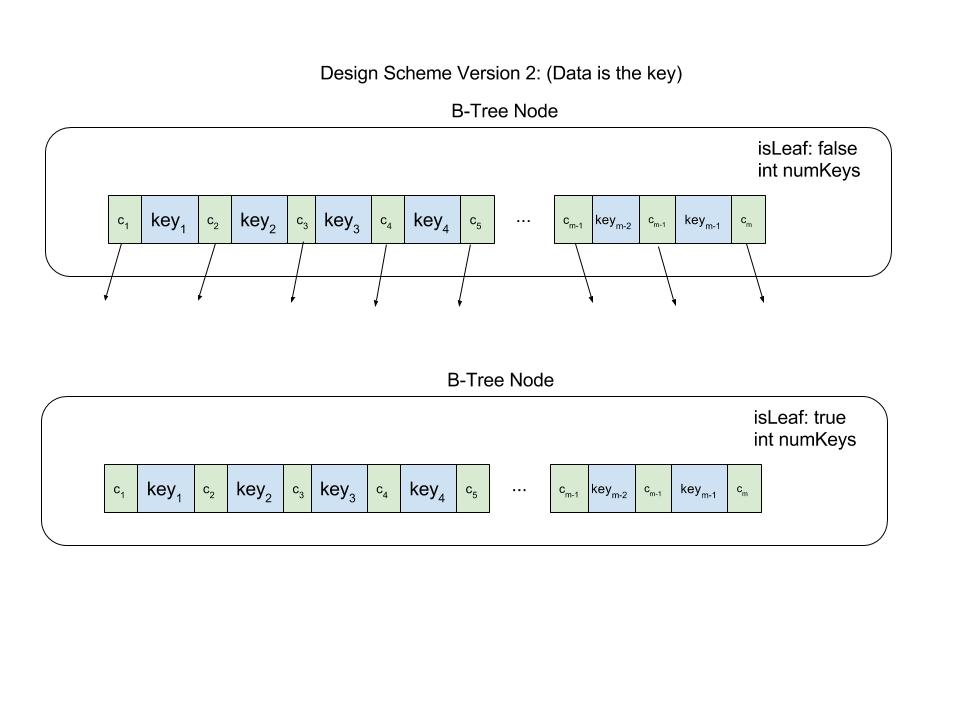 Design Scheme Version 2: (Data is the key)
B-Tree Node
isLeaf: false
int numKeys
c1 key1 c2 key2 c3 key3 c4 key4 c5 ... cm-1 keym-2 cm-1 keym-1 cm
B-Tree Node
isLeaf: true
int numKeys
c1 key1 c2 key2 c3 key3 c4 key4 c5 ... cm-1 keym-2 cm-1 keym-1 cm